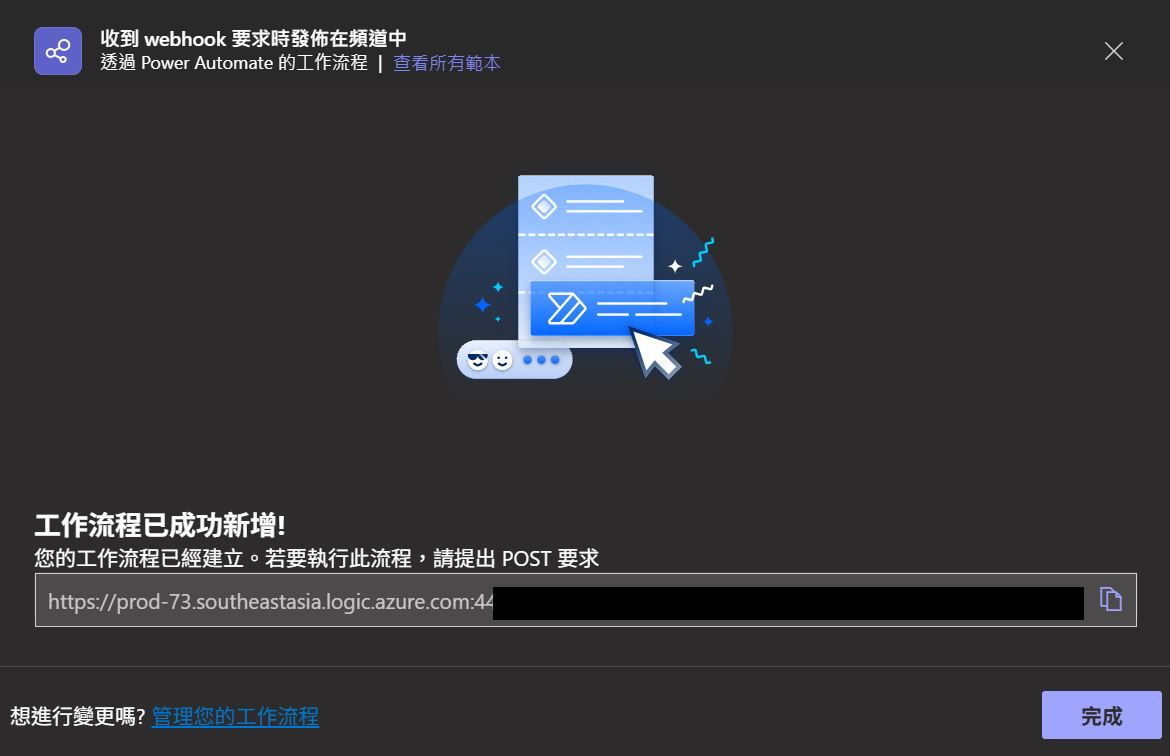 收到 webhook 要求時發佈在頻道中
透過 Power Automate 的工作流程 | 查看所有範本
工作流程已成功新增!
您的工作流程已經建立。若要執行此流程，請提出 POST 要求
https://prod-73.southeastasia.logic.azure.com:44
想進行變更嗎? 管理您的工作流程
完成